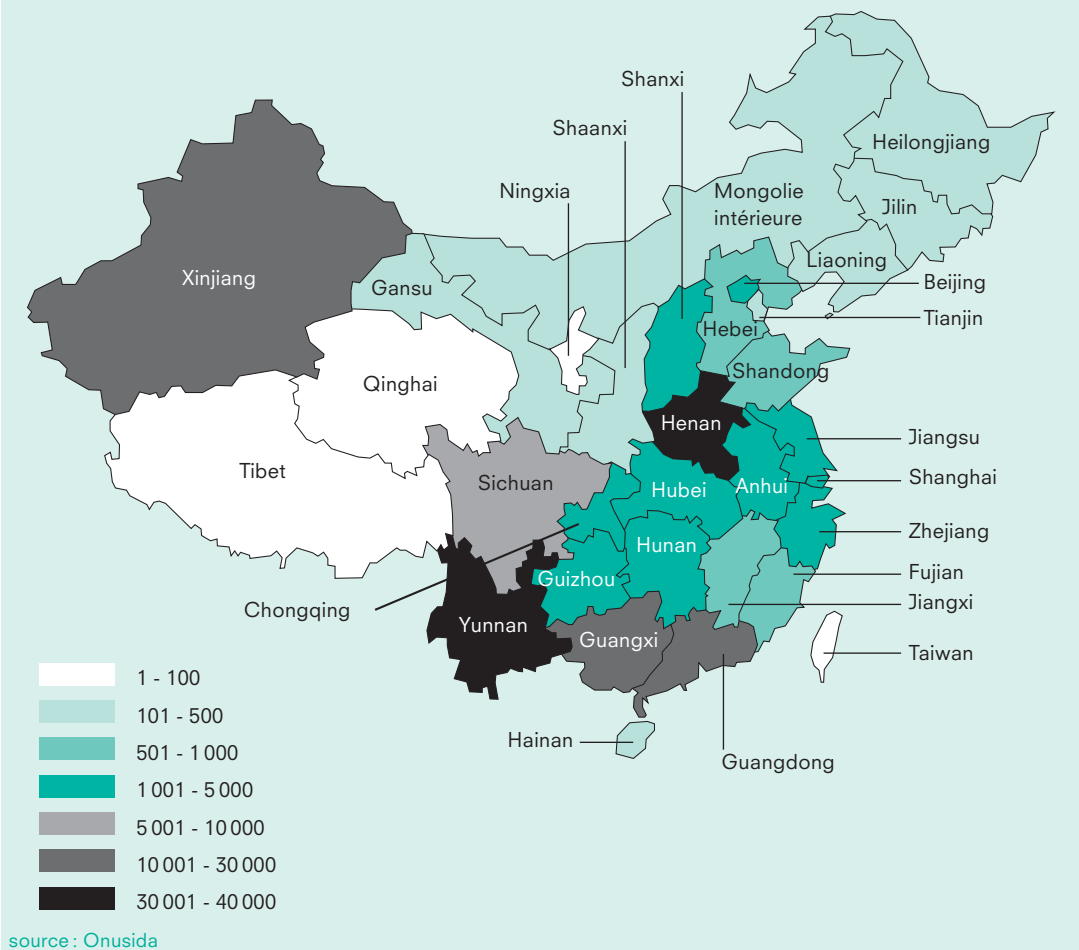 Shanxi
Shaanxi
Heilongjiang
Ningxia
Mongolie
intérieure
Jilin
Xinjiang
Liaoning
Gansu
Beijing
Tianjin
Hebei
Shandong
Qinghai
Henan
Jiangsu
Tibet
Shanghai
Sichuan
Hubei
Anhui
Zhejiang
Hunan
Guizhou
Fujian
Chongqing
Jiangxi
Yunnan
Guangxi
Taiwan
1 - 100
101 - 500
Hainan
501 - 1 000
Guangdong
1 001 - 5 000
5 001 - 10 000
10 001 - 30 000
30 001 - 40 000
source : Onusida